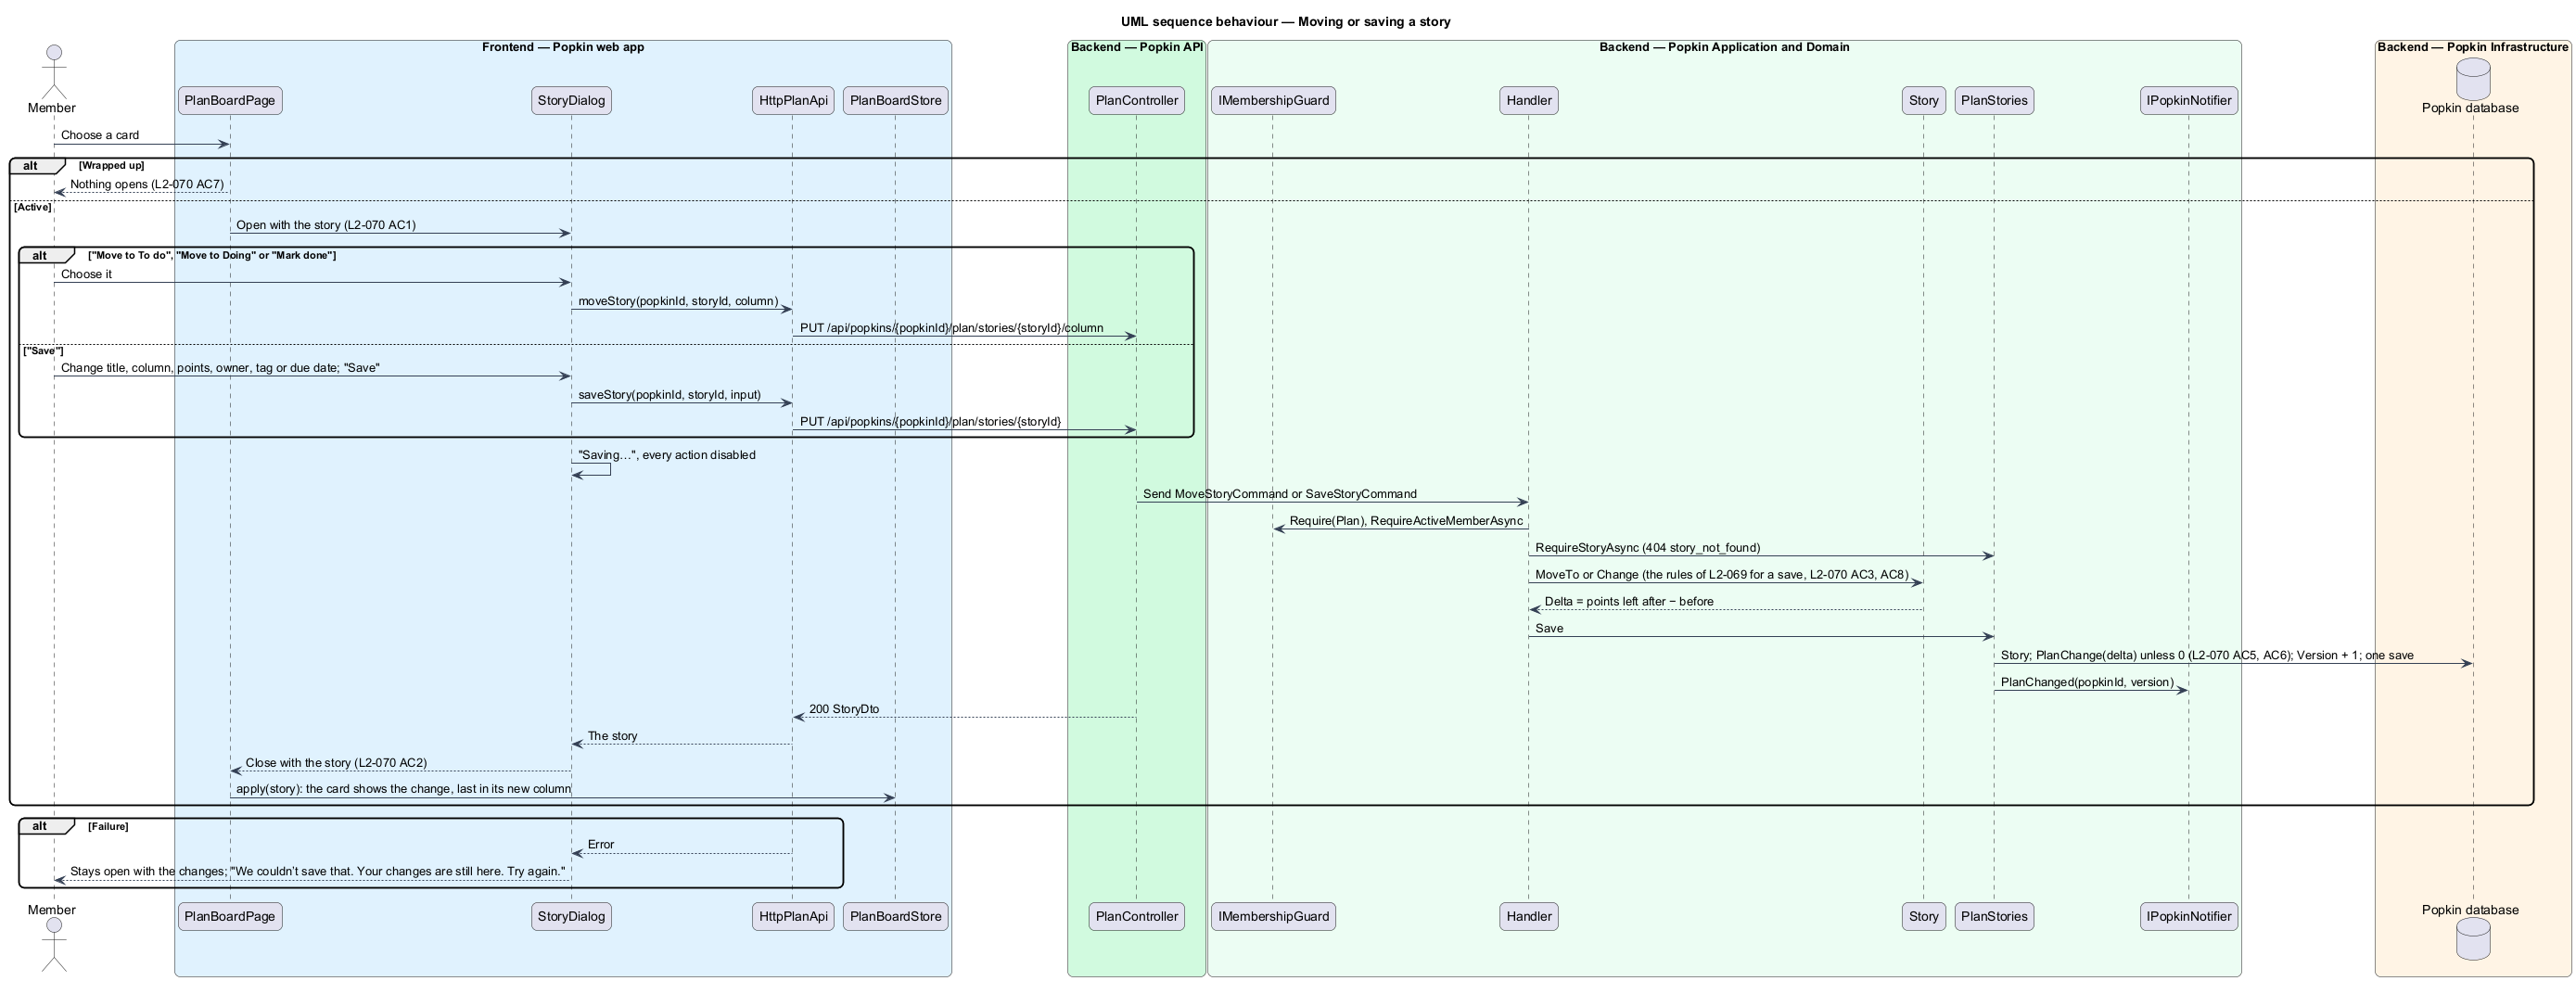 UML sequence behaviour — Moving or saving a story
Frontend — Popkin web app
Backend — Popkin API
Backend — Popkin Application and Domain
Backend — Popkin Infrastructure
Member
PlanBoardPage
StoryDialog
HttpPlanApi
PlanBoardStore
PlanController
IMembershipGuard
Handler
Story
PlanStories
IPopkinNotifier
Popkin database
Choose a card
alt [Wrapped up]
Nothing opens (L2-070 AC7)
[Active]
Open with the story (L2-070 AC1)
alt ["Move to To do", "Move to Doing" or "Mark done"]
Choose it
moveStory(popkinId, storyId, column)
PUT /api/popkins/{popkinId}/plan/stories/{storyId}/column
["Save"]
Change title, column, points, owner, tag or due date; "Save"
saveStory(popkinId, storyId, input)
PUT /api/popkins/{popkinId}/plan/stories/{storyId}
"Saving…", every action disabled
Send MoveStoryCommand or SaveStoryCommand
Require(Plan), RequireActiveMemberAsync
RequireStoryAsync (404 story_not_found)
MoveTo or Change (the rules of L2-069 for a save, L2-070 AC3, AC8)
Delta = points left after − before
Save
Story; PlanChange(delta) unless 0 (L2-070 AC5, AC6); Version + 1; one save
PlanChanged(popkinId, version)
200 StoryDto
The story
Close with the story (L2-070 AC2)
apply(story): the card shows the change, last in its new column
alt [Failure]
Error
Stays open with the changes; "We couldn't save that. Your changes are still here. Try again."
Member
PlanBoardPage
StoryDialog
HttpPlanApi
PlanBoardStore
PlanController
IMembershipGuard
Handler
Story
PlanStories
IPopkinNotifier
Popkin database